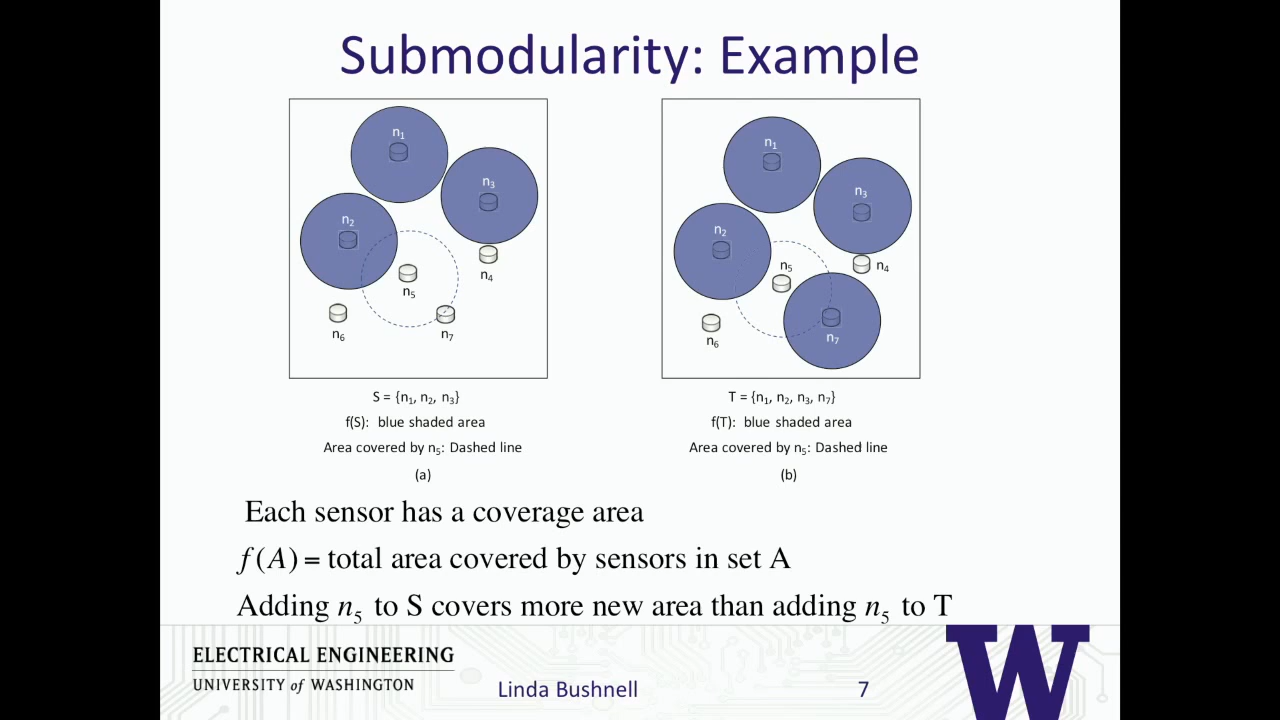 Submodularity: Example
n1
n3
n2
n4
n5
n6
n7
n1
n3
n2
n5
n4
n6
n7
S = {n1, n2, n3}
f(S): blue shaded area
Area covered by n5: Dashed line
(a)
T = {n1, n2, n3, n7}
f(T): blue shaded area
Area covered by n5: Dashed line
(b)
Each sensor has a coverage area
f(A) = total area covered by sensors in set A
Adding n5 to S covers more new area than adding n5 to T
ELECTRICAL ENGINEERING
UNIVERSITY of WASHINGTON
Linda Bushnell
7
W